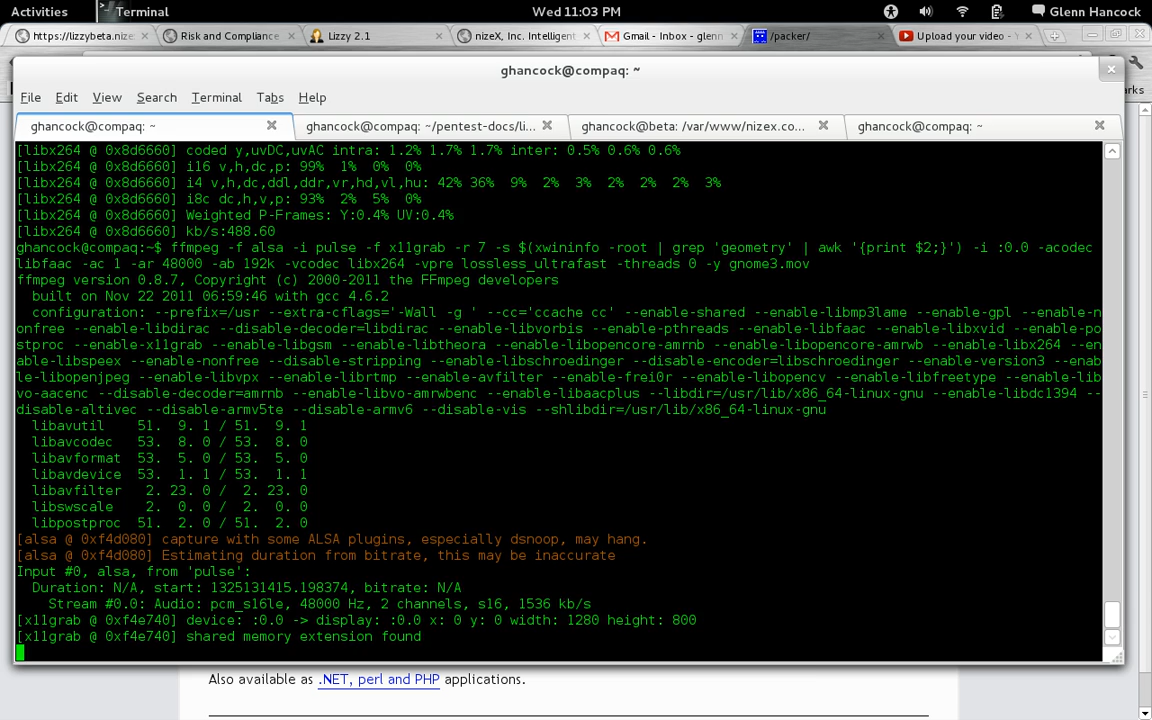 Activities
Terminal
Wed 11:03 PM
Glenn Hancock
https://lizzybeta.nize
Risk and Compliance
Lizzy 2.1
nizeX, Inc. Intelligent
Gmail - Inbox - glenn
/packer/
Upload your video - Y
ghancock@compaq: ~
File Edit View Search Terminal Tabs Help
arks
ghancock@compaq: ~
ghancock@compaq: ~/pentest-docs/li...
ghancock@beta: /var/www/nizex.co...
ghancock@compaq: ~
[libx264 @ 0x8d6660] coded y,uvDC,uvAC intra: 1.2% 1.7% 1.7% inter: 0.5% 0.6% 0.6%
[libx264 @ 0x8d6660] i16 v,h,dc,p: 99%  1%  0%  0%
[libx264 @ 0x8d6660] i4 v,h,dc,ddl,ddr,vr,hd,vl,hu: 42% 36%  9%  2%  3%  2%  2%  2%  3%
[libx264 @ 0x8d6660] i8c dc,h,v,p: 93%  2%  5%  0%
[libx264 @ 0x8d6660] Weighted P-Frames: Y:0.4% UV:0.4%
[libx264 @ 0x8d6660] kb/s:488.60
ghancock@compaq:~$ ffmpeg -f alsa -i pulse -f x11grab -r 7 -s $(xwininfo -root | grep 'geometry' | awk '{print $2;}') -i :0.0 -acodec
libfaac -ac 1 -ar 48000 -ab 192k -vcodec libx264 -vpre lossless_ultrafast -threads 0 -y gnome3.mov
ffmpeg version 0.8.7, Copyright (c) 2000-2011 the FFmpeg developers
  built on Nov 22 2011 06:59:46 with gcc 4.6.2
  configuration: --prefix=/usr --extra-cflags='-Wall -g ' --cc='ccache cc' --enable-shared --enable-libmp3lame --enable-gpl --enable-n
onfree --enable-libdirac --disable-decoder=libdirac --enable-libvorbis --enable-pthreads --enable-libfaac --enable-libxvid --enable-po
stproc --enable-x11grab --enable-libgsm --enable-libtheora --enable-libopencore-amrnb --enable-libopencore-amrwb --enable-libx264 --en
able-libspeex --enable-nonfree --disable-stripping --enable-libschroedinger --disable-encoder=libschroedinger --enable-version3 --enab
le-libopenjpeg --enable-libvpx --enable-librtmp --enable-avfilter --enable-frei0r --enable-libopencv --enable-libfreetype --enable-lib
vo-aacenc --disable-decoder=amrnb --enable-libvo-amrwbenc --enable-libaacplus --libdir=/usr/lib/x86_64-linux-gnu --enable-libdc1394 --
disable-altivec --disable-armv5te --disable-armv6 --disable-vis --shlibdir=/usr/lib/x86_64-linux-gnu
  libavutil    51.  9. 1 / 51.  9. 1
  libavcodec   53.  8. 0 / 53.  8. 0
  libavformat  53.  5. 0 / 53.  5. 0
  libavdevice  53.  1. 1 / 53.  1. 1
  libavfilter   2. 23. 0 /  2. 23. 0
  libswscale    2.  0. 0 /  2.  0. 0
  libpostproc  51.  2. 0 / 51.  2. 0
[alsa @ 0xf4d080] capture with some ALSA plugins, especially dsnoop, may hang.
[alsa @ 0xf4d080] Estimating duration from bitrate, this may be inaccurate
Input #0, alsa, from 'pulse':
  Duration: N/A, start: 1325131415.198374, bitrate: N/A
    Stream #0.0: Audio: pcm_s16le, 48000 Hz, 2 channels, s16, 1536 kb/s
[x11grab @ 0xf4e740] device: :0.0 -> display: :0.0 x: 0 y: 0 width: 1280 height: 800
[x11grab @ 0xf4e740] shared memory extension found
Also available as .NET, perl and PHP applications.